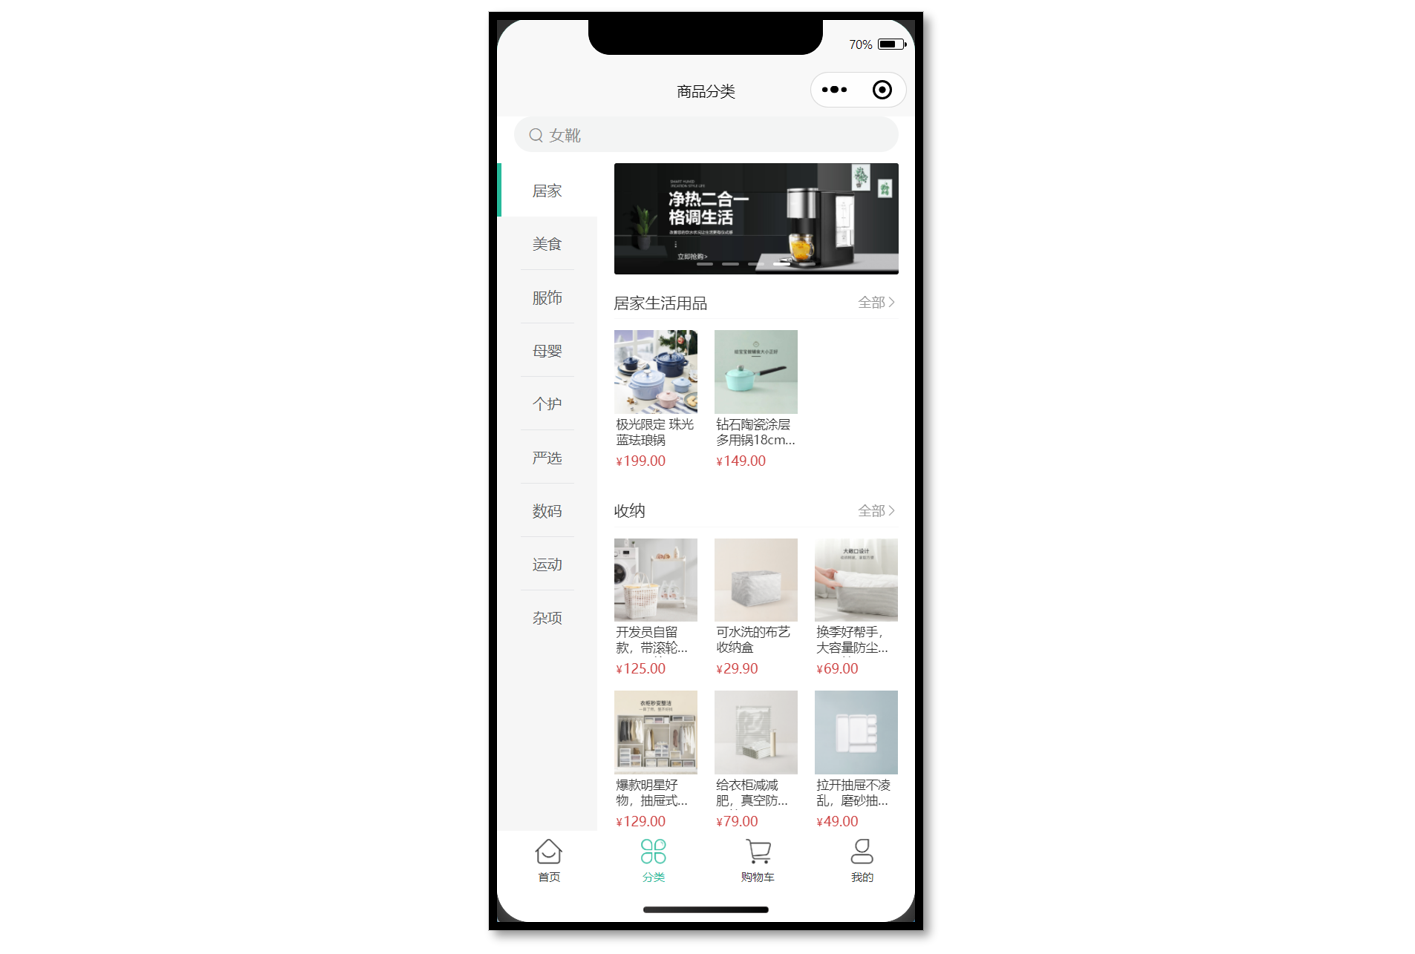 70%
商品分类
女靴
居家
美食
服饰
母婴
个护
严选
数码
运动
杂项
净热二合一
格调生活
立即抢购>
居家生活用品
全部
极光限定 珠光
蓝珐琅锅
¥199.00
钻石陶瓷涂层
多用锅18cm...
¥149.00
收纳
全部
开发员自留
款，带滚轮...
¥125.00
可水洗的布艺
收纳盒
¥29.90
大敞口设计
换季好帮手，
大容量防尘...
¥69.00
爆款明星好
物，抽屉式...
¥129.00
给衣柜减减
肥，真空防...
¥79.00
拉开抽屉不凌
乱，磨砂抽...
¥49.00
首页
分类
购物车
我的